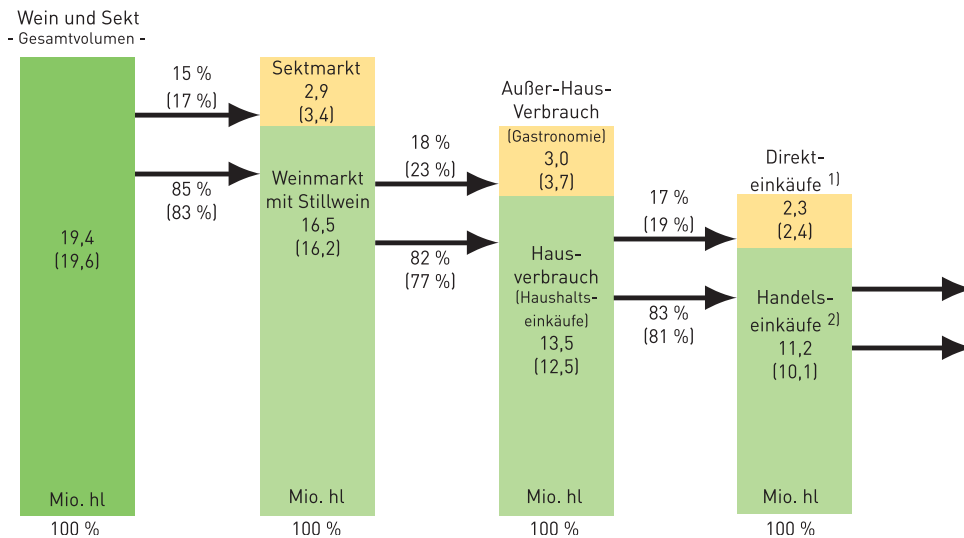 Wein und Sekt
- Gesamtvolumen -
19,4
(19,6)
Mio. hl
100 %
15 %
(17 %)
85 %
(83 %)
Sektmarkt
2,9
(3,4)
Weinmarkt
mit Stillwein
16,5
(16,2)
Mio. hl
100 %
18 %
(23 %)
82 %
(77 %)
Außer-Haus-
Verbrauch
(Gastronomie)
3,0
(3,7)
Haus-
verbrauch
(Haushalts-
einkäufe)
13,5
(12,5)
Mio. hl
100 %
17 %
(19 %)
83 %
(81 %)
Direkt-
einkäufe 1)
2,3
(2,4)
Handels-
einkäufe 2)
11,2
(10,1)
Mio. hl
100 %